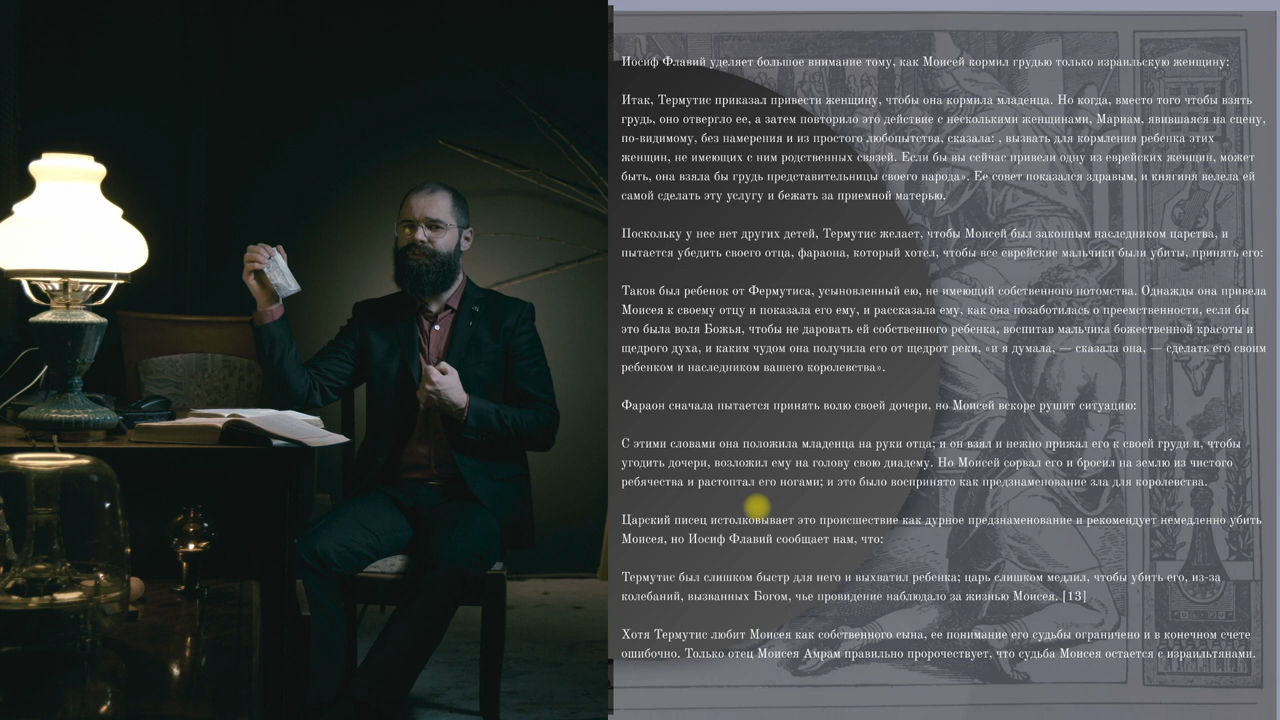 Иосиф Флавий уделяет большое внимание тому, как Моисей кормил грудью только израильскую женщину:
Итак, Термутис приказал привести женщину, чтобы она кормила младенца. Но когда, вместо того чтобы взять
грудь, оно отвергло ее, а затем повторило это действие с несколькими женщинами, Мариам, явившаяся на сцену,
по-видимому, без намерения и из простого любопытства, сказала: , вызвать для кормления ребенка этих
женщин, не имеющих с ним родственных связей. Если бы вы сейчас привели одну из еврейских женщин, может
быть, она взяла бы грудь представительницы своего народа». Ее совет показался здравым, и княгиня велела ей
самой сделать эту услугу и бежать за приемной матерью.
Поскольку у нее нет других детей, Термутис желает, чтобы Моисей был законным наследником царства, и
пытается убедить своего отца, фараона, который хотел, чтобы все еврейские мальчики были убиты, принять его:
Таков был ребенок от Фермутиса, усыновленный ею, не имеющий собственного потомства. Однажды она привела
Моисея к своему отцу и показала его ему, и рассказала ему, как она позаботилась о преемственности, если бы
это была воля Божья, чтобы не даровать ей собственного ребенка, воспитав мальчика божественной красоты и
щедрого духа, и каким чудом она получила его от щедрот реки, «и я думала, — сказала она, — сделать его своим
ребенком и наследником вашего королевства».
Фараон сначала пытается принять волю своей дочери, но Моисей вскоре рушит ситуацию:
С этими словами она положила младенца на руки отца; и он взял и нежно прижал его к своей груди и, чтобы
угодить дочери, возложил ему на голову свою диадему. Но Моисей сорвал его и бросил на землю из чистого
ребячества и растоптал его ногами; и это было воспринято как предзнаменование зла для королевства.
Царский писец истолковывает это происшествие как дурное предзнаменование и рекомендует немедленно убить
Моисея, но Иосиф Флавий сообщает нам, что:
Термутис был слишком быстр для него и выхватил ребенка; царь слишком медлил, чтобы убить его, из-за
колебаний, вызванных Богом, чье провидение наблюдало за жизнью Моисея. [13]
Хотя Термутис любит Моисея как собственного сына, ее понимание его судьбы ограничено и в конечном счете
ошибочно. Только отец Моисея Амрам правильно пророчествует, что судьба Моисея остается с израильтянами.